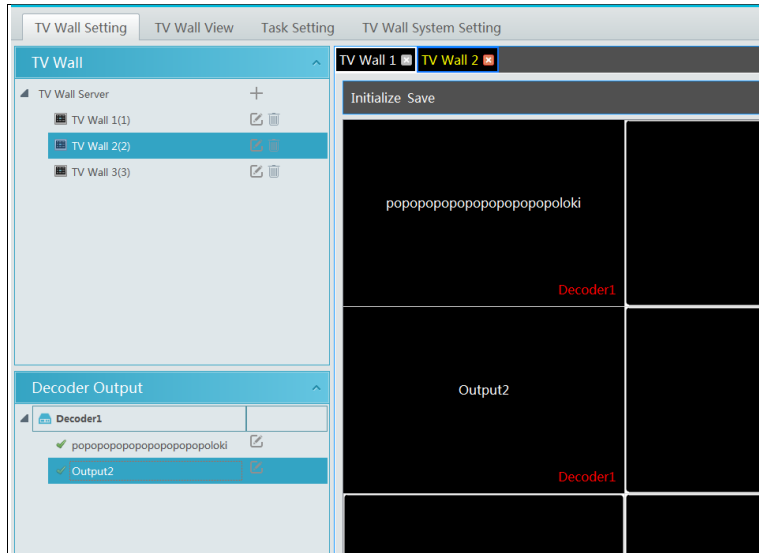 TV Wall Setting TV Wall View Task Setting TV Wall System Setting
TV Wall
TV Wall Server
TV Wall 1(1)
TV Wall 2(2)
TV Wall 3(3)
Decoder Output
Decoder1
popopopopopopopopopopoloki
Output2
TV Wall 1 TV Wall 2
Initialize Save
popopopopopopopopopopoloki
Decoder1
Output2
Decoder1